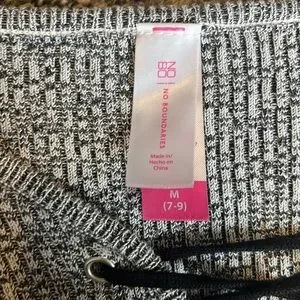 NO
BO
NO BOUNDARIES
Made in/
Hecho en
China
M
(7-9)